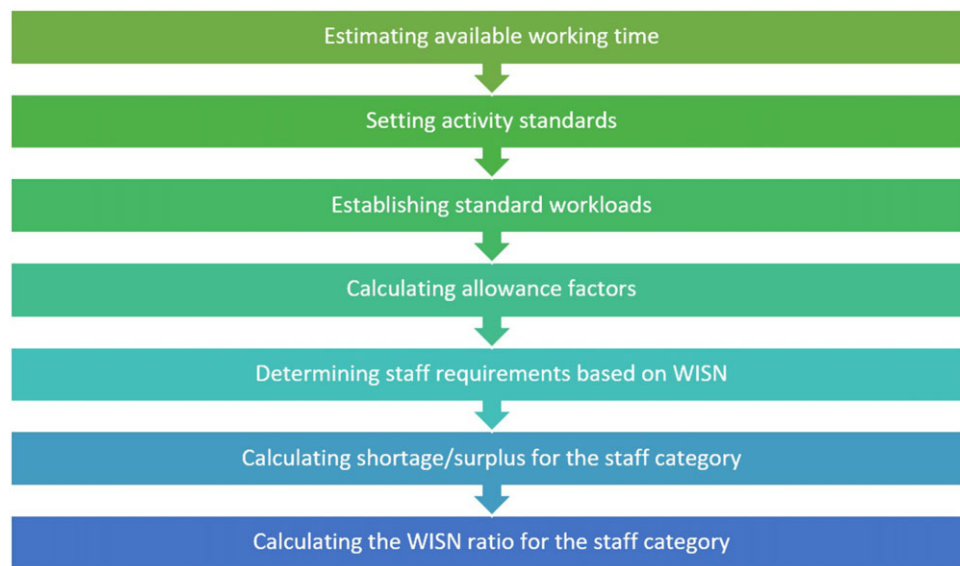 Estimating available working time
Setting activity standards
Establishing standard workloads
Calculating allowance factors
Determining staff requirements based on WISN
Calculating shortage/surplus for the staff category
Calculating the WISN ratio for the staff category